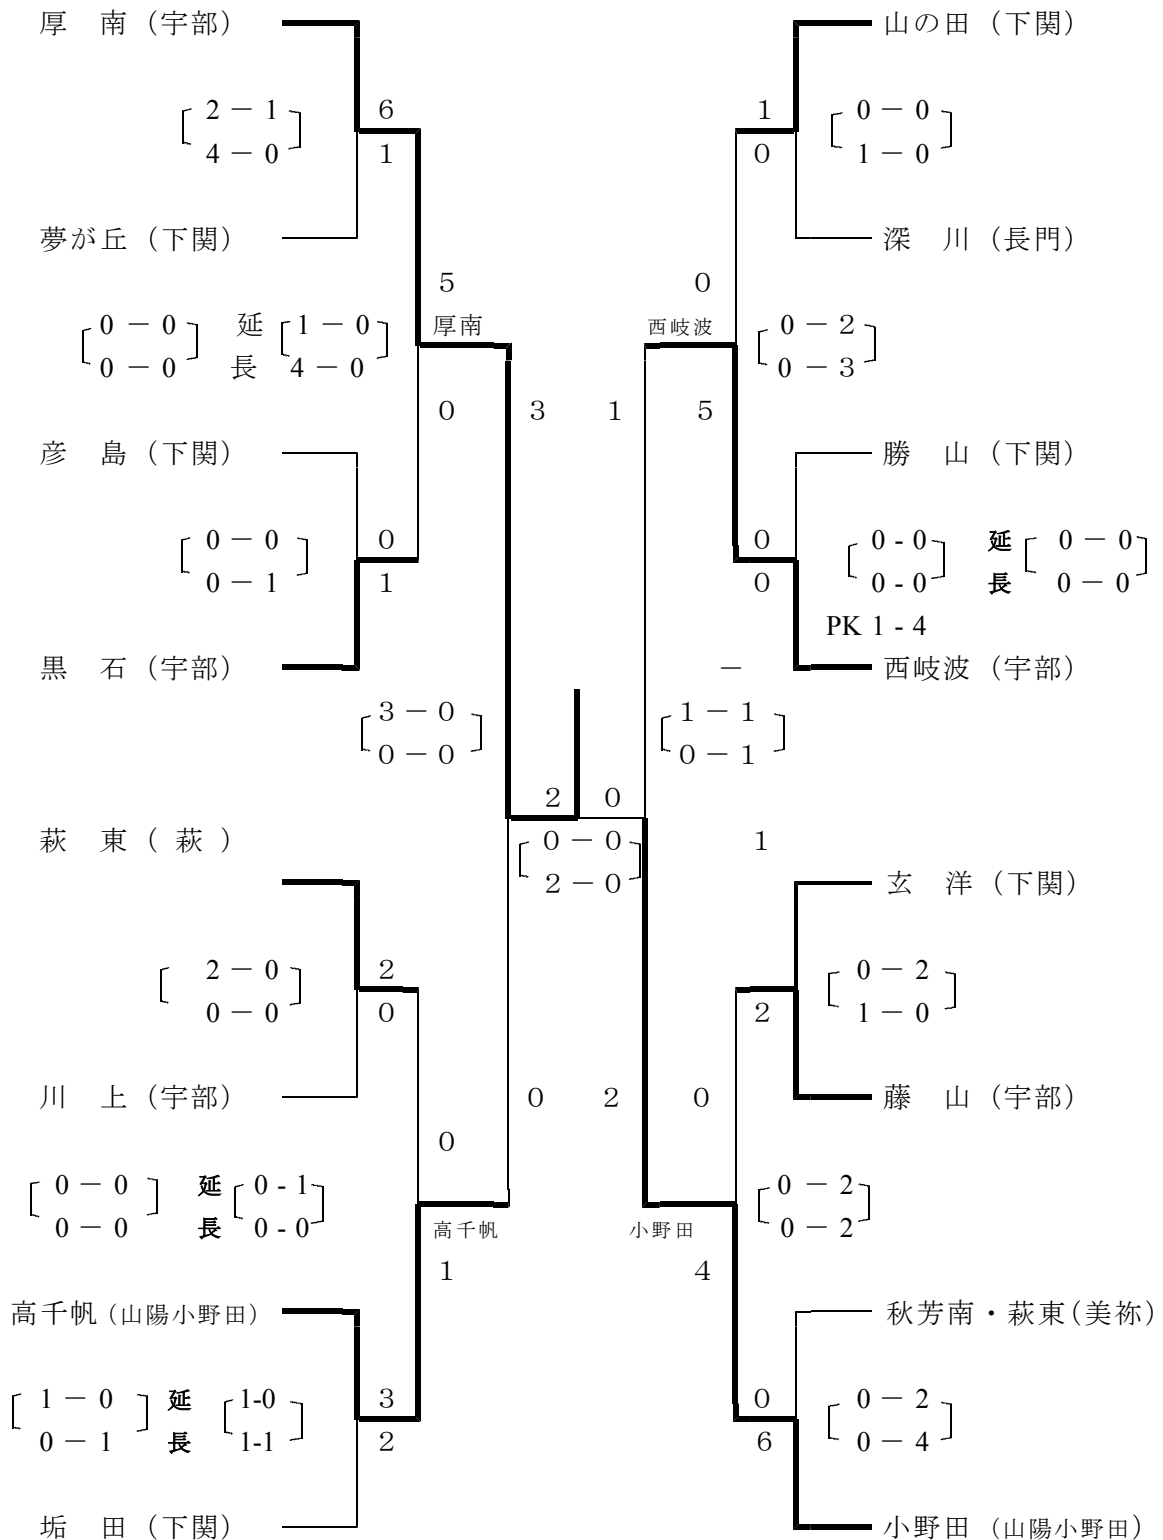 厚　南（宇部）
山の田（下関）
2 － 1　6　1　0 － 0
4 － 0　1　0　1 － 0
夢が丘（下関）
深　川（長門）
5　0
0 － 0　延　1 － 0　厚南　西岐波　0 － 2
0 － 0　長　4 － 0　0 － 3
0　3　1　5
彦　島（下関）
勝　山（下関）
0 － 0　0　0　0 - 0　延　0 － 0
0 － 1　1　0　0 - 0　長　0 － 0
PK 1 - 4
黒　石（宇部）
－
西岐波（宇部）
3 － 0　1 － 1
0 － 0　0 － 1
2　0
萩　東（ 萩 ）
0 － 0　1
2 － 0
玄　洋（下関）
2 － 0　2　0 － 2
0 － 0　0　2　1 － 0
川　上（宇部）
0　2　0
藤　山（宇部）
0
0 － 0　延　0 - 1　0 － 2
0 － 0　長　0 - 0　0 － 2
高千帆　小野田
1　4
高千帆（山陽小野田）
秋芳南・萩東(美祢)
1 － 0　延　1-0　3　0　0 － 2
0 － 1　長　1-1　2　6　0 － 4
垢　田（下関）
小野田（山陽小野田）